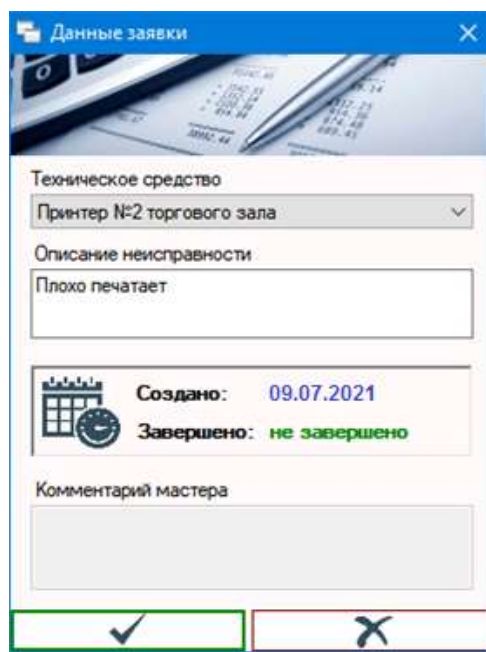 Данные заявки
Техническое средство
Принтер №2 торгового зала
Описание неисправности
Плохо печатает
Создано: 09.07.2021
Завершено: не завершено
Комментарий мастера